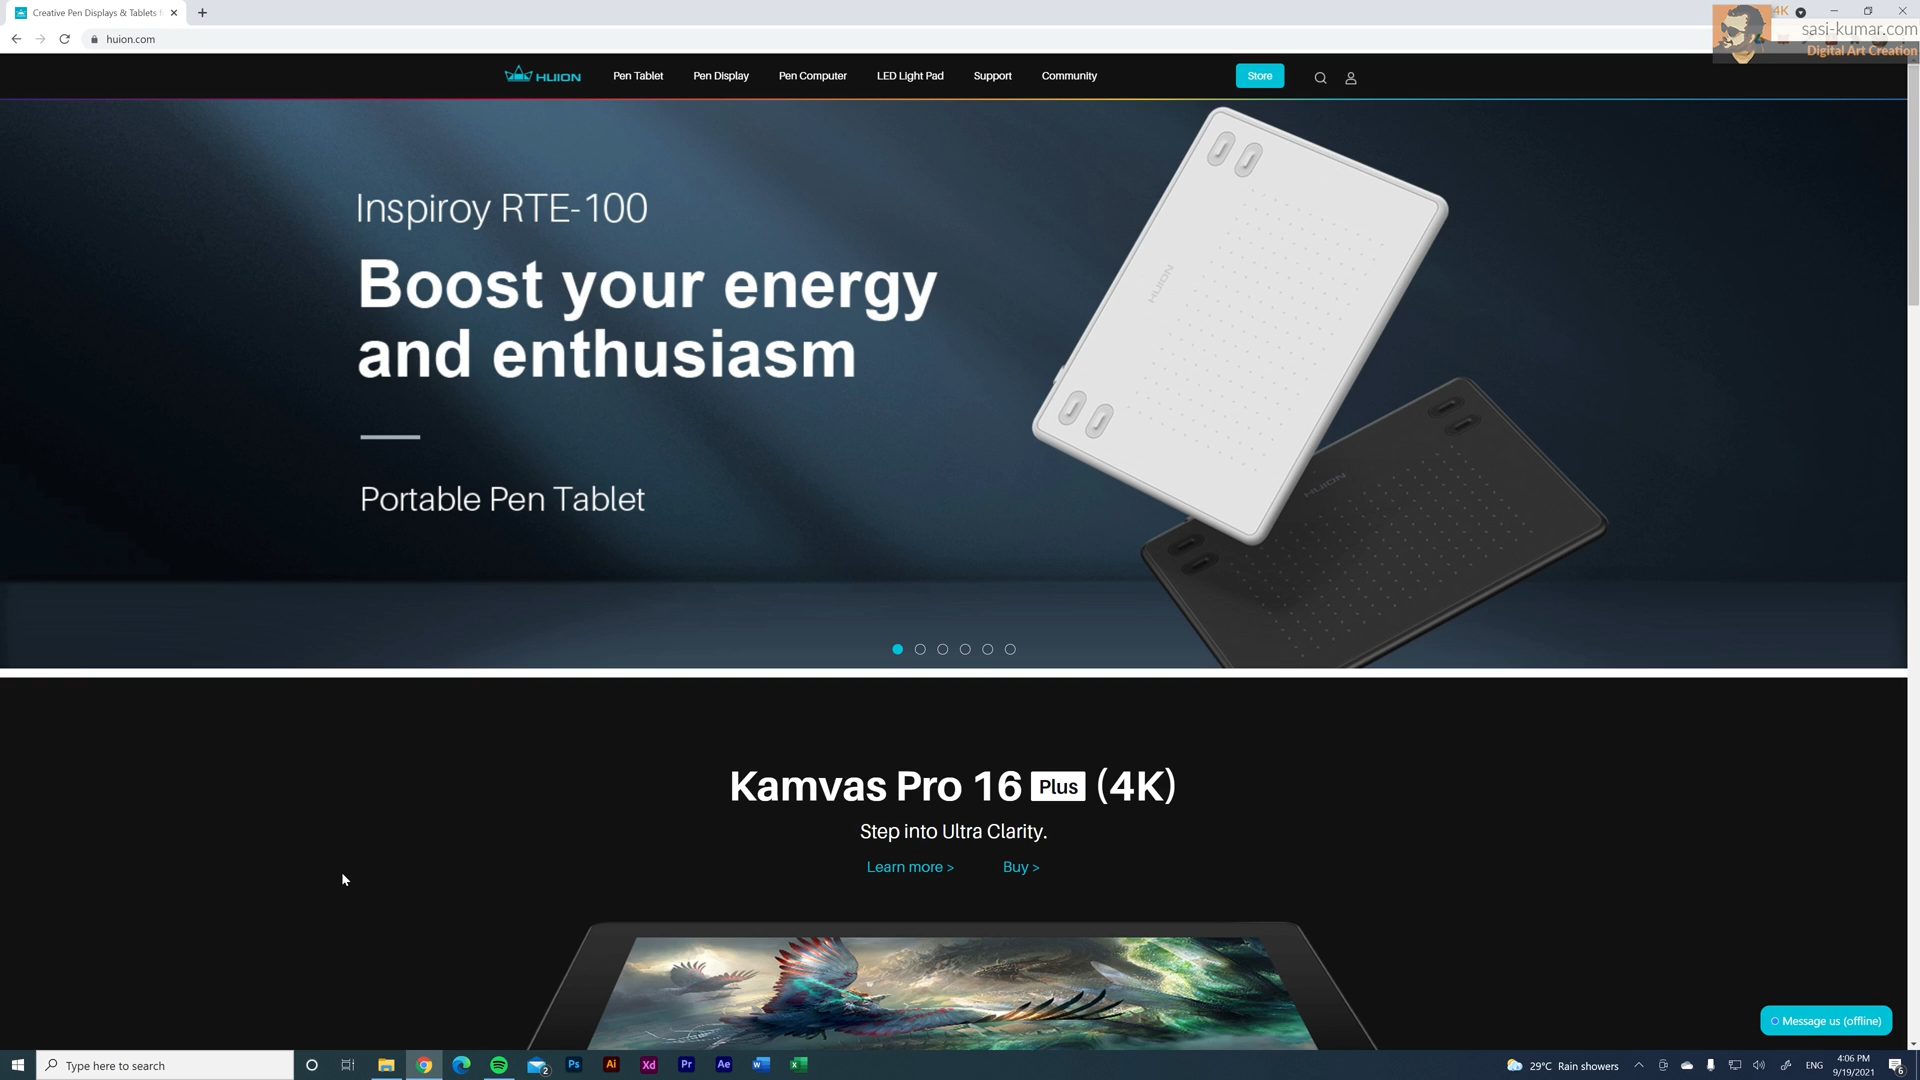 Creative Pen Displays & Tablets f
4K
huion.com
sasi-kumar.com
Digital Art Creation
HUION
Pen Tablet
Pen Display
Pen Computer
LED Light Pad
Support
Community
Store
Inspiroy RTE-100
Boost your energy
and enthusiasm
Portable Pen Tablet
HUION
HUION
Kamvas Pro 16 Plus (4K)
Step into Ultra Clarity.
Learn more >
Buy >
Message us (offline)
Type here to search
2
Ps
Ai
Xd
Pr
Ae
29°C Rain showers
ENG
4:06 PM
9/19/2021
6